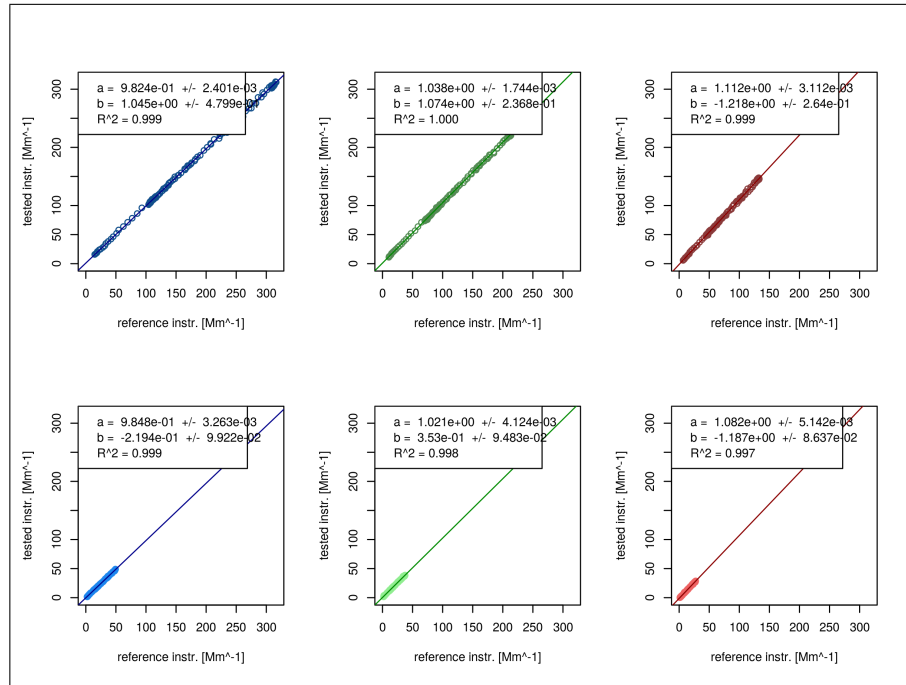 a = 9.824e-01 +/- 2.401e-03
b = 1.045e+00 +/- 4.799e-01
R^2 = 0.999
tested instr. [Mm^-1]
0 50 100 200 300
0 50 100 150 200 250 300
reference instr. [Mm^-1]
a = 1.038e+00 +/- 1.744e-03
b = 1.074e+00 +/- 2.368e-01
R^2 = 1.000
tested instr. [Mm^-1]
0 50 100 200 300
0 50 100 150 200 250 300
reference instr. [Mm^-1]
a = 1.112e+00 +/- 3.112e-03
b = -1.218e+00 +/- 2.64e-01
R^2 = 0.999
tested instr. [Mm^-1]
0 50 100 200 300
0 50 100 150 200 250 300
reference instr. [Mm^-1]
a = 9.848e-01 +/- 3.263e-03
b = -2.194e-01 +/- 9.922e-02
R^2 = 0.999
tested instr. [Mm^-1]
0 50 100 200 300
0 50 100 150 200 250 300
reference instr. [Mm^-1]
a = 1.021e+00 +/- 4.124e-03
b = 3.53e-01 +/- 9.483e-02
R^2 = 0.998
tested instr. [Mm^-1]
0 50 100 200 300
0 50 100 150 200 250 300
reference instr. [Mm^-1]
a = 1.082e+00 +/- 5.142e-03
b = -1.187e+00 +/- 8.637e-02
R^2 = 0.997
tested instr. [Mm^-1]
0 50 100 200 300
0 50 100 150 200 250 300
reference instr. [Mm^-1]